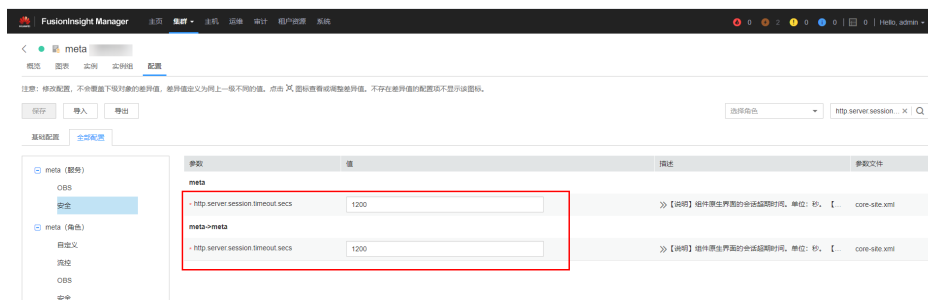 FusionInsight Manager 主页 集群 主机 运维 审计 租户资源 系统 0 2 0 0 0 Hello, admin
meta
概览 图表 实例 实例组 配置
注意：修改配置，不会覆盖下级对象的差异值，差异值定义为同上一级不同的值。点击 图标查看或调整差异值。不存在差异值的配置项不显示该图标。
保存 导入 导出 选择角色 http.server.session...
基础配置 全部配置
参数 值 描述 参数文件
meta（服务）
meta
OBS
安全
http.server.session.timeout.secs 1200 【说明】组件原生界面的会话超期时间。单位：秒。【... core-site.xml
meta（角色）
meta->meta
自定义
http.server.session.timeout.secs 1200 【说明】组件原生界面的会话超期时间。单位：秒。【... core-site.xml
流控
OBS
安全